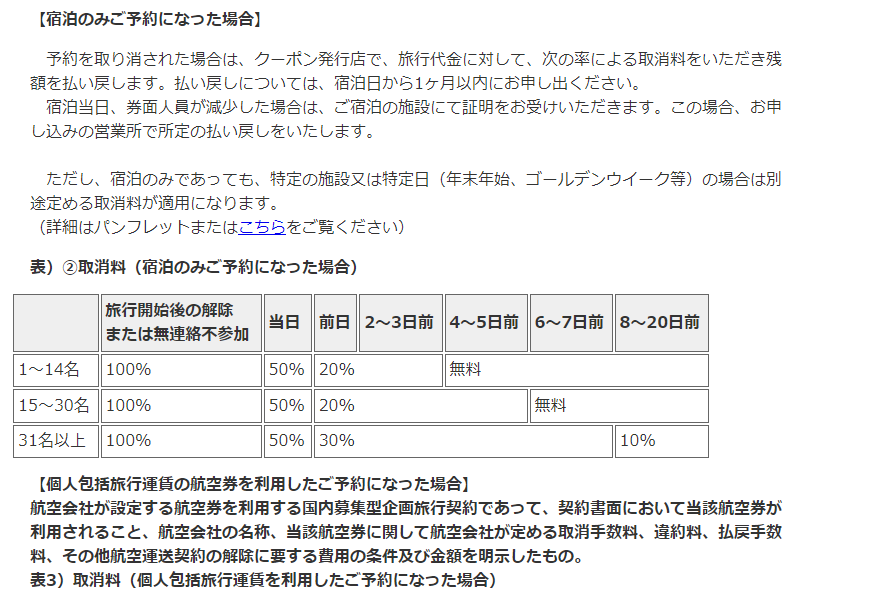 【宿泊のみご予約になった場合】
　予約を取り消された場合は、クーポン発行店で、旅行代金に対して、次の率による取消料をいただき残
額を払い戻します。払い戻しについては、宿泊日から1ヶ月以内にお申し出ください。
　宿泊当日、券面人員が減少した場合は、ご宿泊の施設にて証明をお受けいただきます。この場合、お申
し込みの営業所で所定の払い戻しをいたします。
　ただし、宿泊のみであっても、特定の施設又は特定日（年末年始、ゴールデンウイーク等）の場合は別
途定める取消料が適用になります。
（詳細はパンフレットまたはこちらをご覧ください）
表）②取消料（宿泊のみご予約になった場合）
旅行開始後の解除
または無連絡不参加 当日 前日 2～3日前 4～5日前 6～7日前 8～20日前
1～14名 100% 50% 20% 無料
15～30名 100% 50% 20% 無料
31名以上 100% 50% 30% 10%
【個人包括旅行運賃の航空券を利用したご予約になった場合】
航空会社が設定する航空券を利用する国内募集型企画旅行契約であって、契約書面において当該航空券が
利用されること、航空会社の名称、当該航空券に関して航空会社が定める取消手数料、違約料、払戻手数
料、その他航空運送契約の解除に要する費用の条件及び金額を明示したもの。
表3）取消料（個人包括旅行運賃を利用したご予約になった場合）